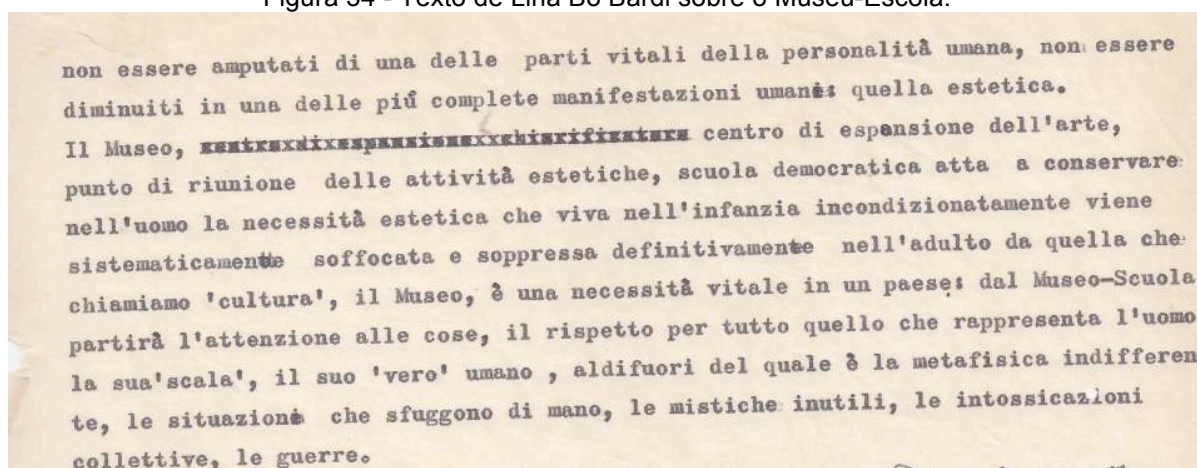 Figura 54 - Texto de Lina Bo Bardi sobre o Museu-Escola.
non essere amputati di una delle parti vitali della personalità umana, non essere
diminuiti in una delle piú complete manifestazioni umane: quella estetica.
Il Museo, centro di espansione dell'arte,
punto di riunione delle attività estetiche, scuola democratica atta a conservare
nell'uomo la necessità estetica che viva nell'infanzia incondizionatamente viene
sistematicamente soffocata e soppressa definitivamente nell'adulto da quella che
chiamiamo 'cultura', il Museo, è una necessità vitale in un paese: dal Museo-Scuola
partirà l'attenzione alle cose, il rispetto per tutto quello che rappresenta l'uomo
la sua'scala', il suo 'vero' umano , aldifuori del quale è la metafisica indifferen
te, le situazioni che sfuggono di mano, le mistiche inutili, le intossicazioni
collettive, le guerre.